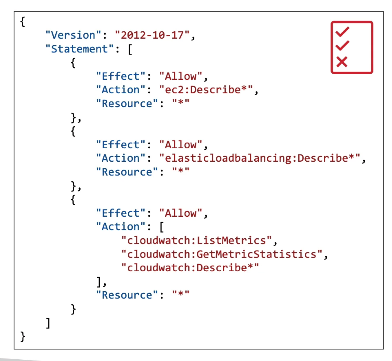 {
    "Version": "2012-10-17",
    "Statement": [
        {
            "Effect": "Allow",
            "Action": "ec2:Describe*",
            "Resource": "*"
        },
        {
            "Effect": "Allow",
            "Action": "elasticloadbalancing:Describe*",
            "Resource": "*"
        },
        {
            "Effect": "Allow",
            "Action": [
                "cloudwatch:ListMetrics",
                "cloudwatch:GetMetricStatistics",
                "cloudwatch:Describe*"
            ],
            "Resource": "*"
        }
    ]
}